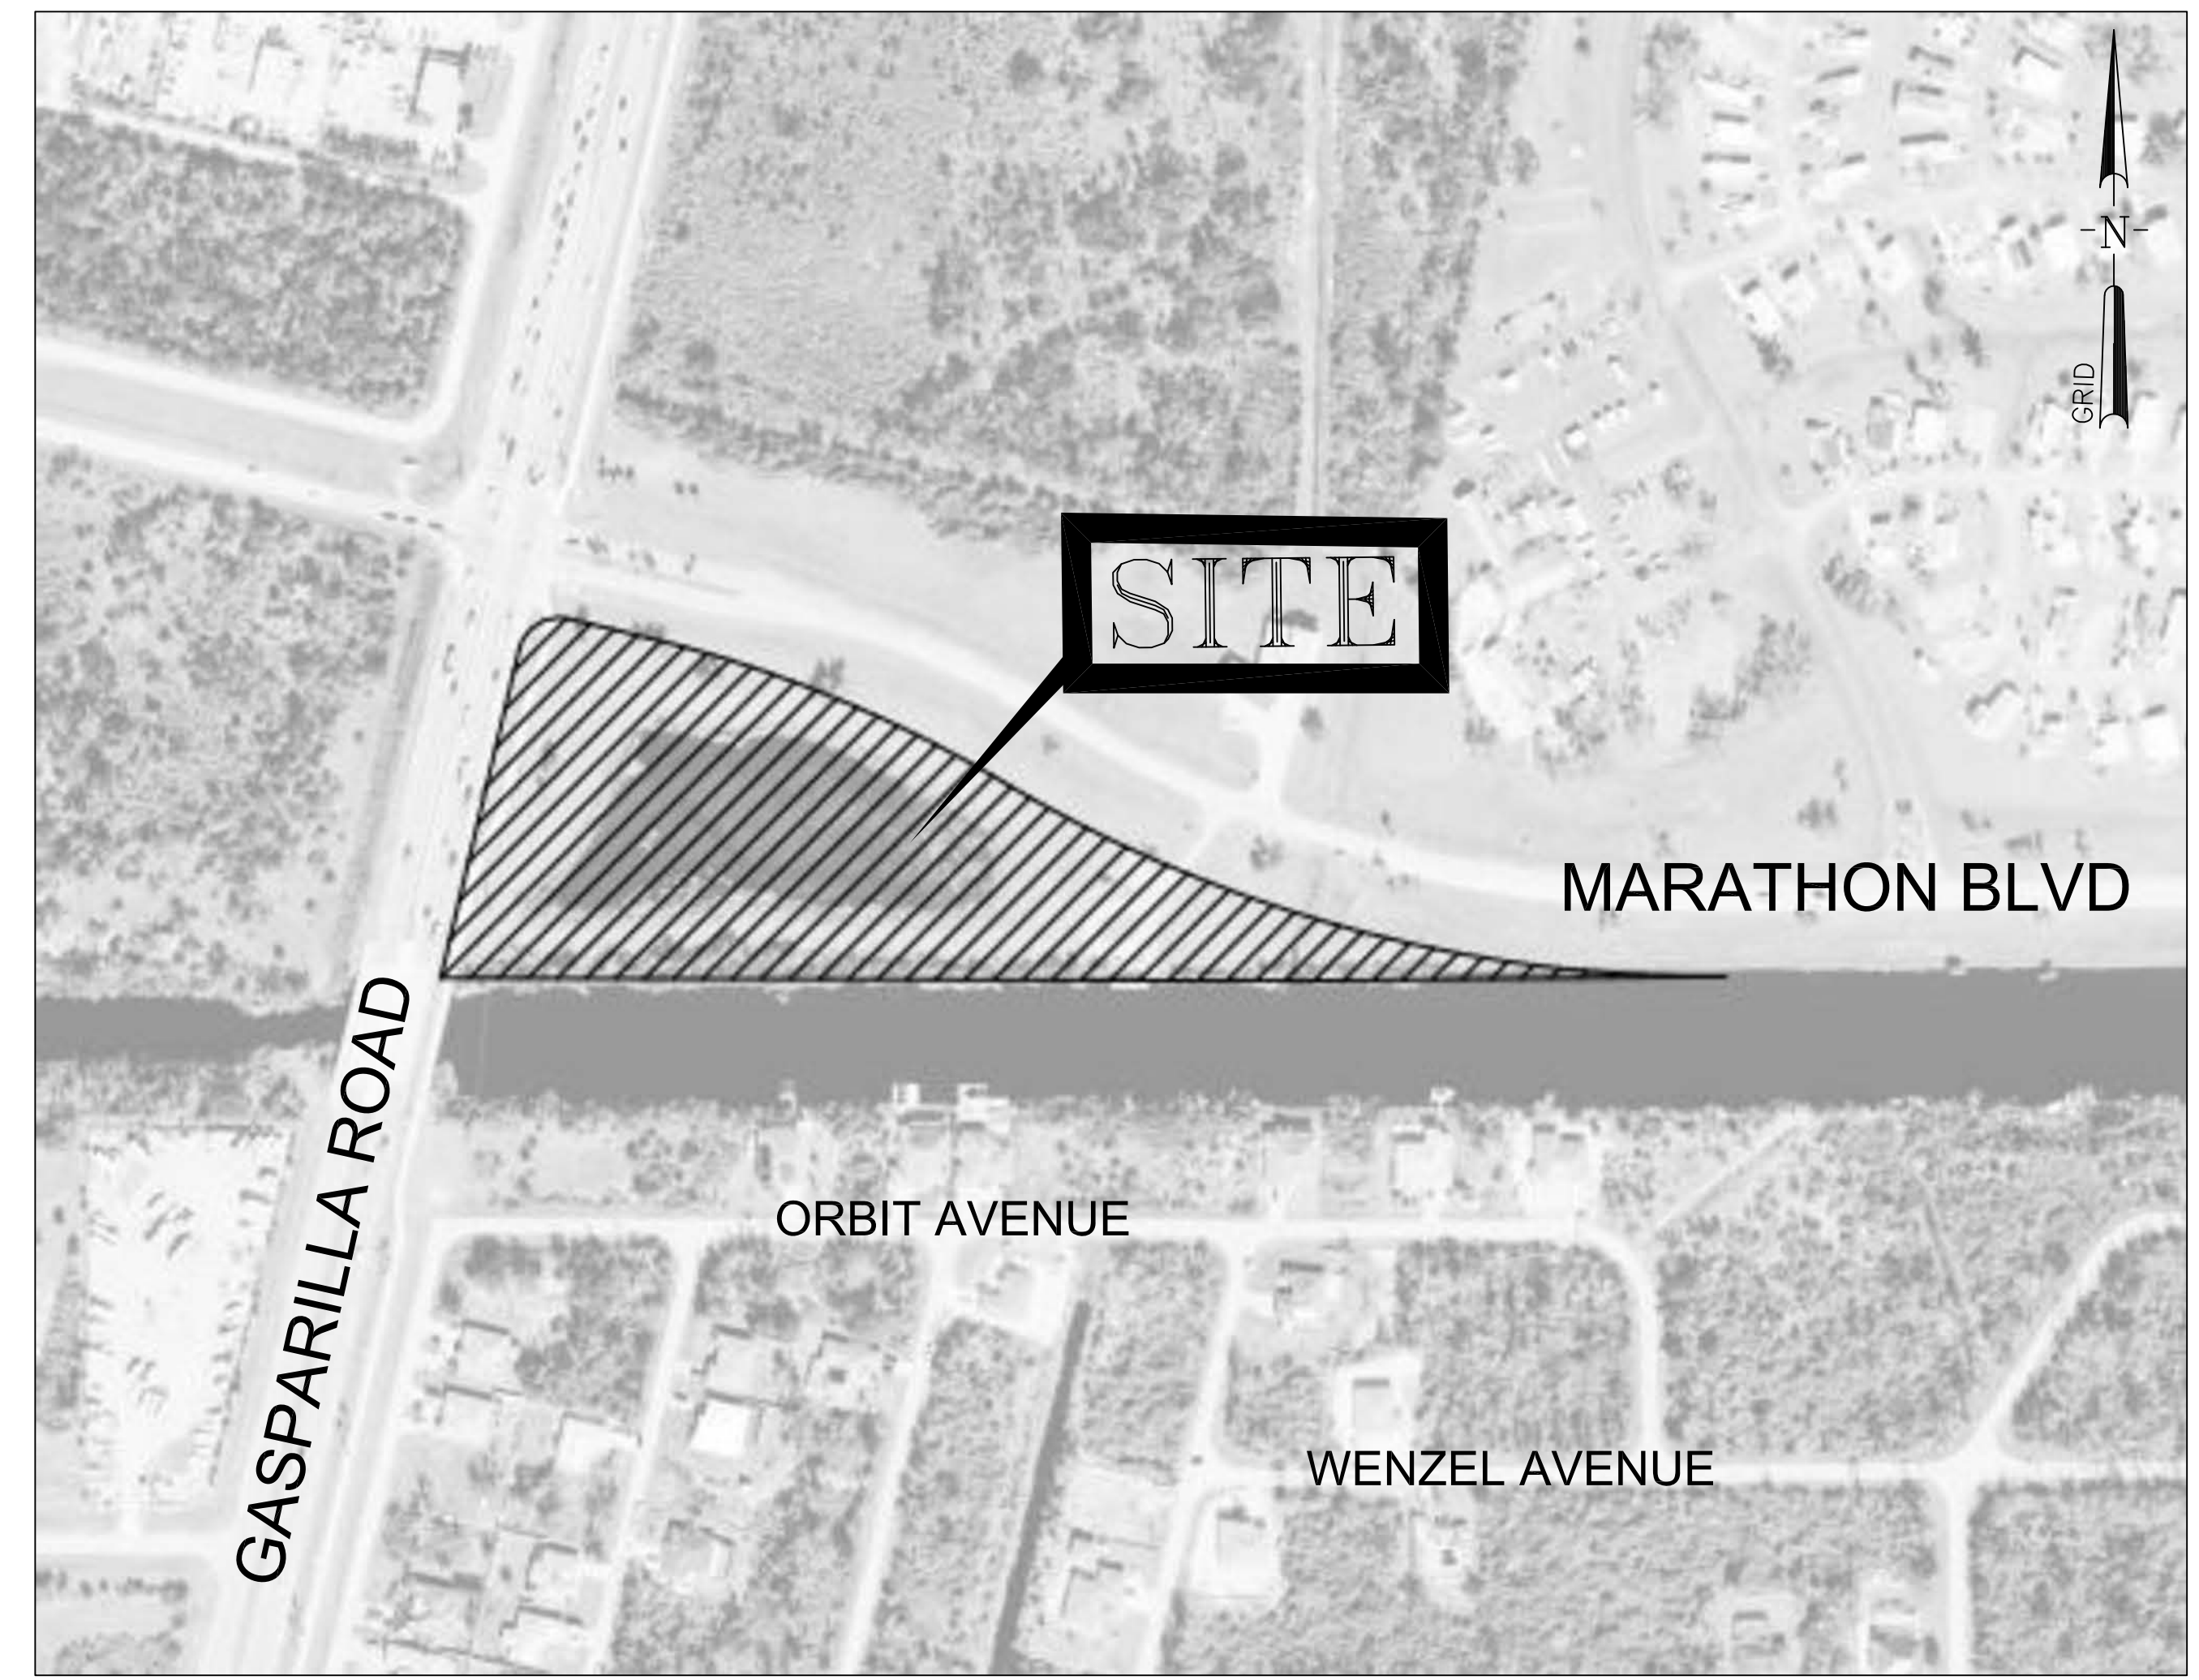 N
GRID
SITE
MARATHON BLVD
GASPARILLA ROAD
ORBIT AVENUE
WENZEL AVENUE